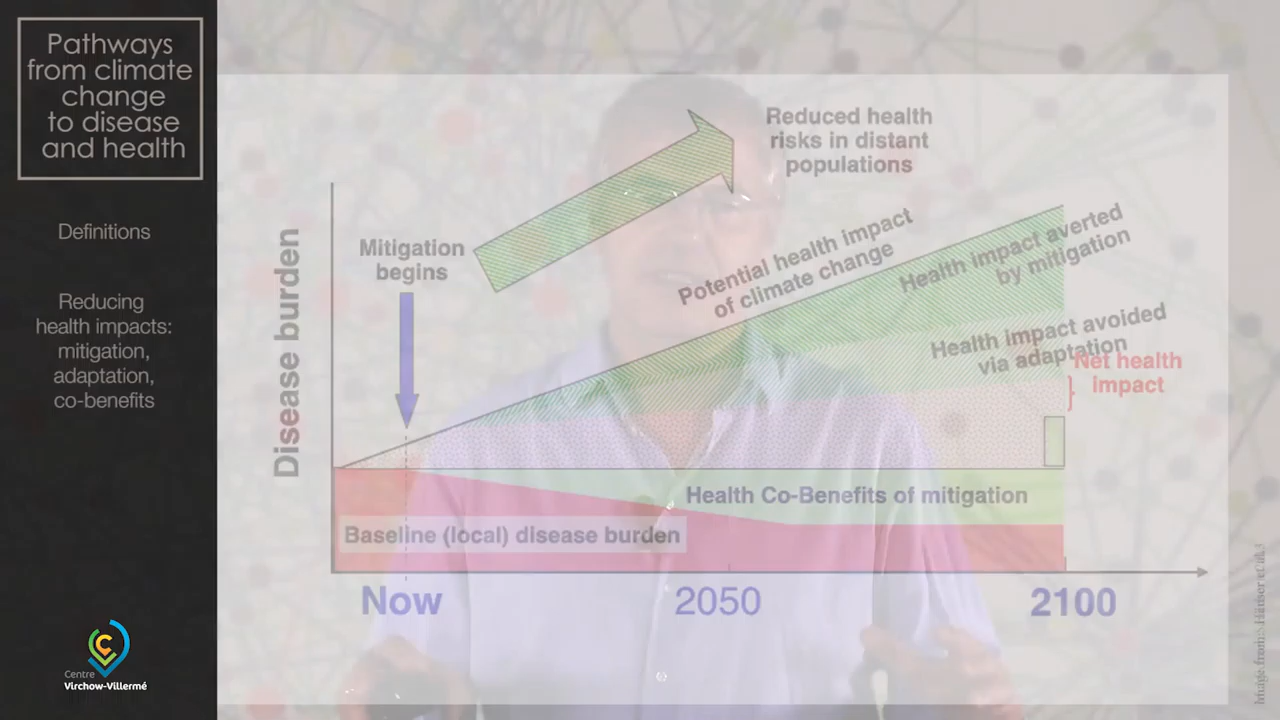 Pathways
from climate
change
to disease
and health
Definitions
Reducing
health impacts:
mitigation,
adaptation,
co-benefits
Centre
Virchow-Villermé
Disease burden
Mitigation
begins
Reduced health
risks in distant
populations
Potential health impact
of climate change
Health impact averted
by mitigation
Health impact avoided
via adaptation
Net health
impact
Health Co-Benefits of mitigation
Baseline (local) disease burden
Now
2050
2100
Image from: